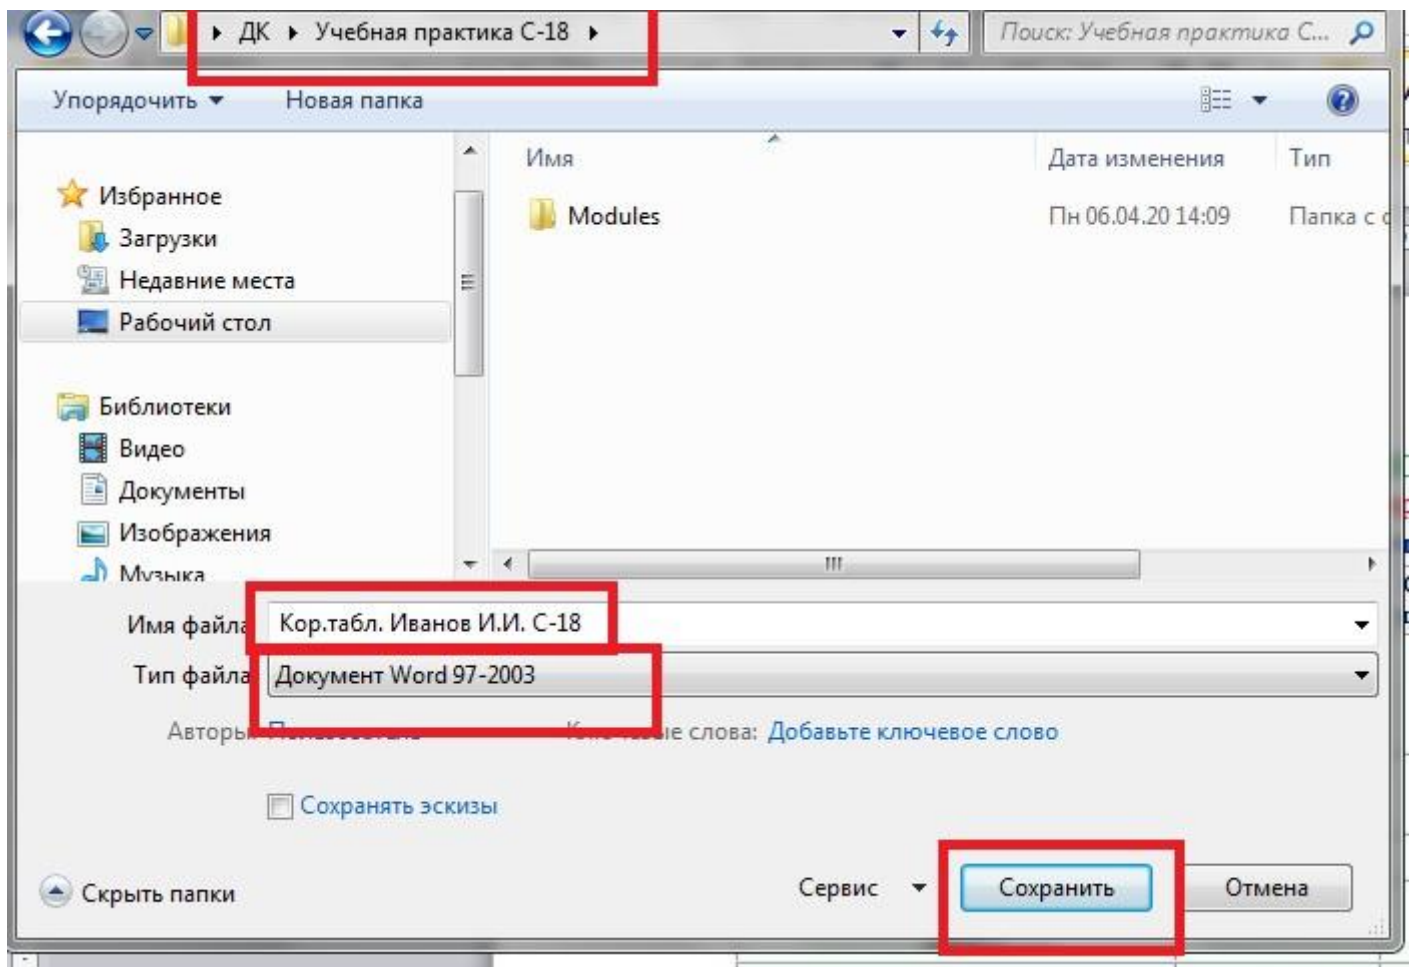 ДК Учебная практика С-18
Поиск: Учебная практика С...
Упорядочить Новая папка
Имя Дата изменения Тип
Избранное
Modules Пн 06.04.20 14:09 Папка с
Загрузки
Недавние места
Рабочий стол
Библиотеки
Видео
Документы
Изображения
Музыка
Имя файла Кор.табл. Иванов И.И. С-18
Тип файла Документ Word 97-2003
Авторы: слова: Добавьте ключевое слово
Сохранять эскизы
Скрыть папки Сервис Сохранить Отмена